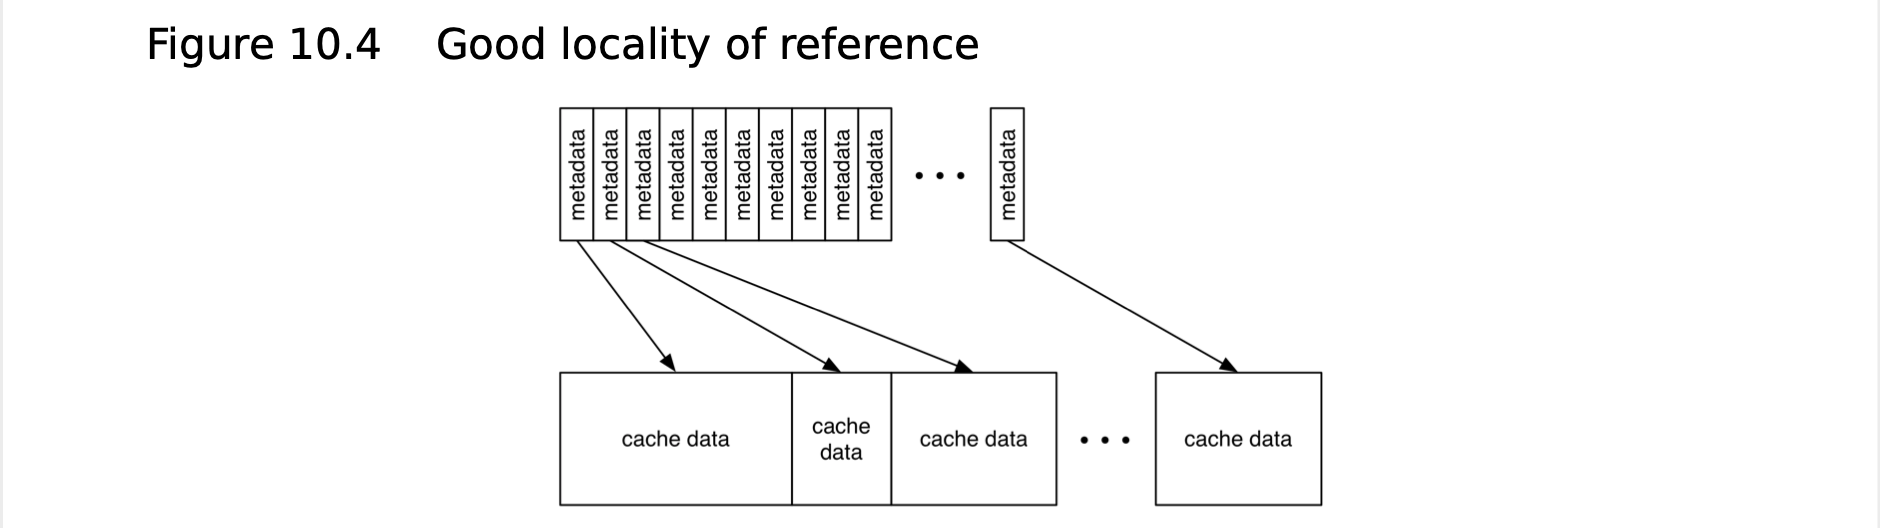 Figure 10.4 Good locality of reference
metadata
metadata
metadata
metadata
metadata
metadata
metadata
metadata
metadata
metadata
• • •
metadata
cache data
cache
data
cache data
• • •
cache data